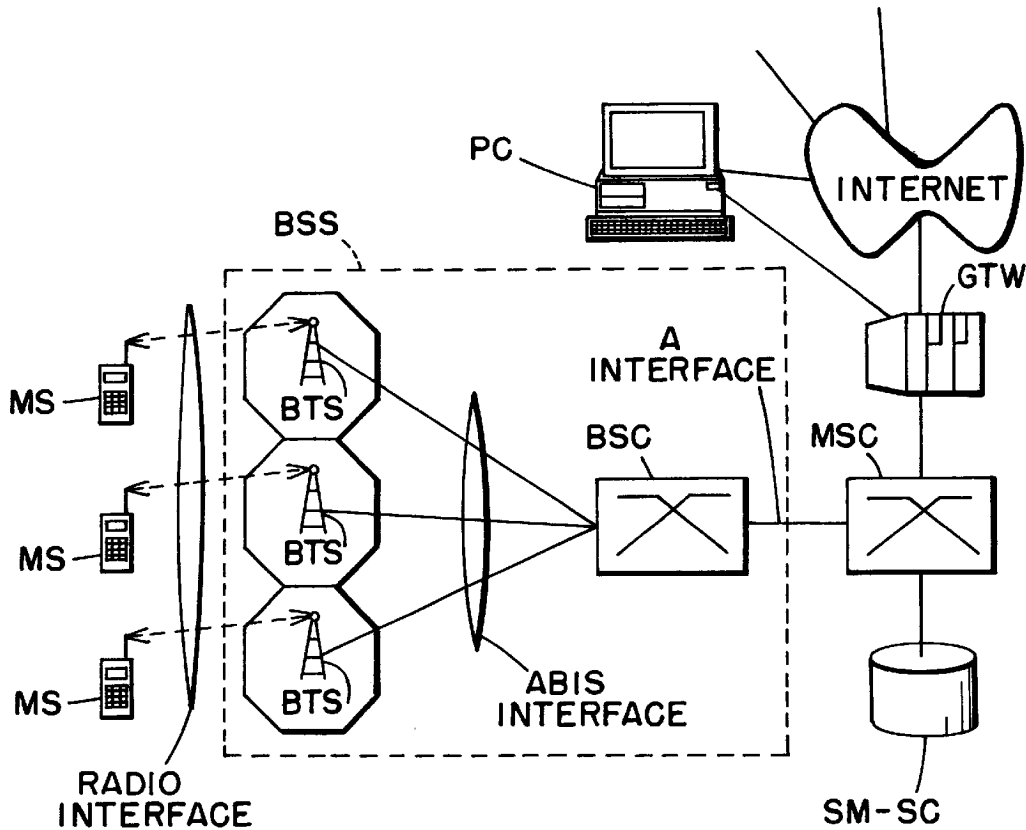 PC
INTERNET
BSS
GTW
A
INTERFACE
MS
BTS
BSC
MSC
MS
BTS
MS
BTS
ABIS
INTERFACE
RADIO
INTERFACE
SM-SC